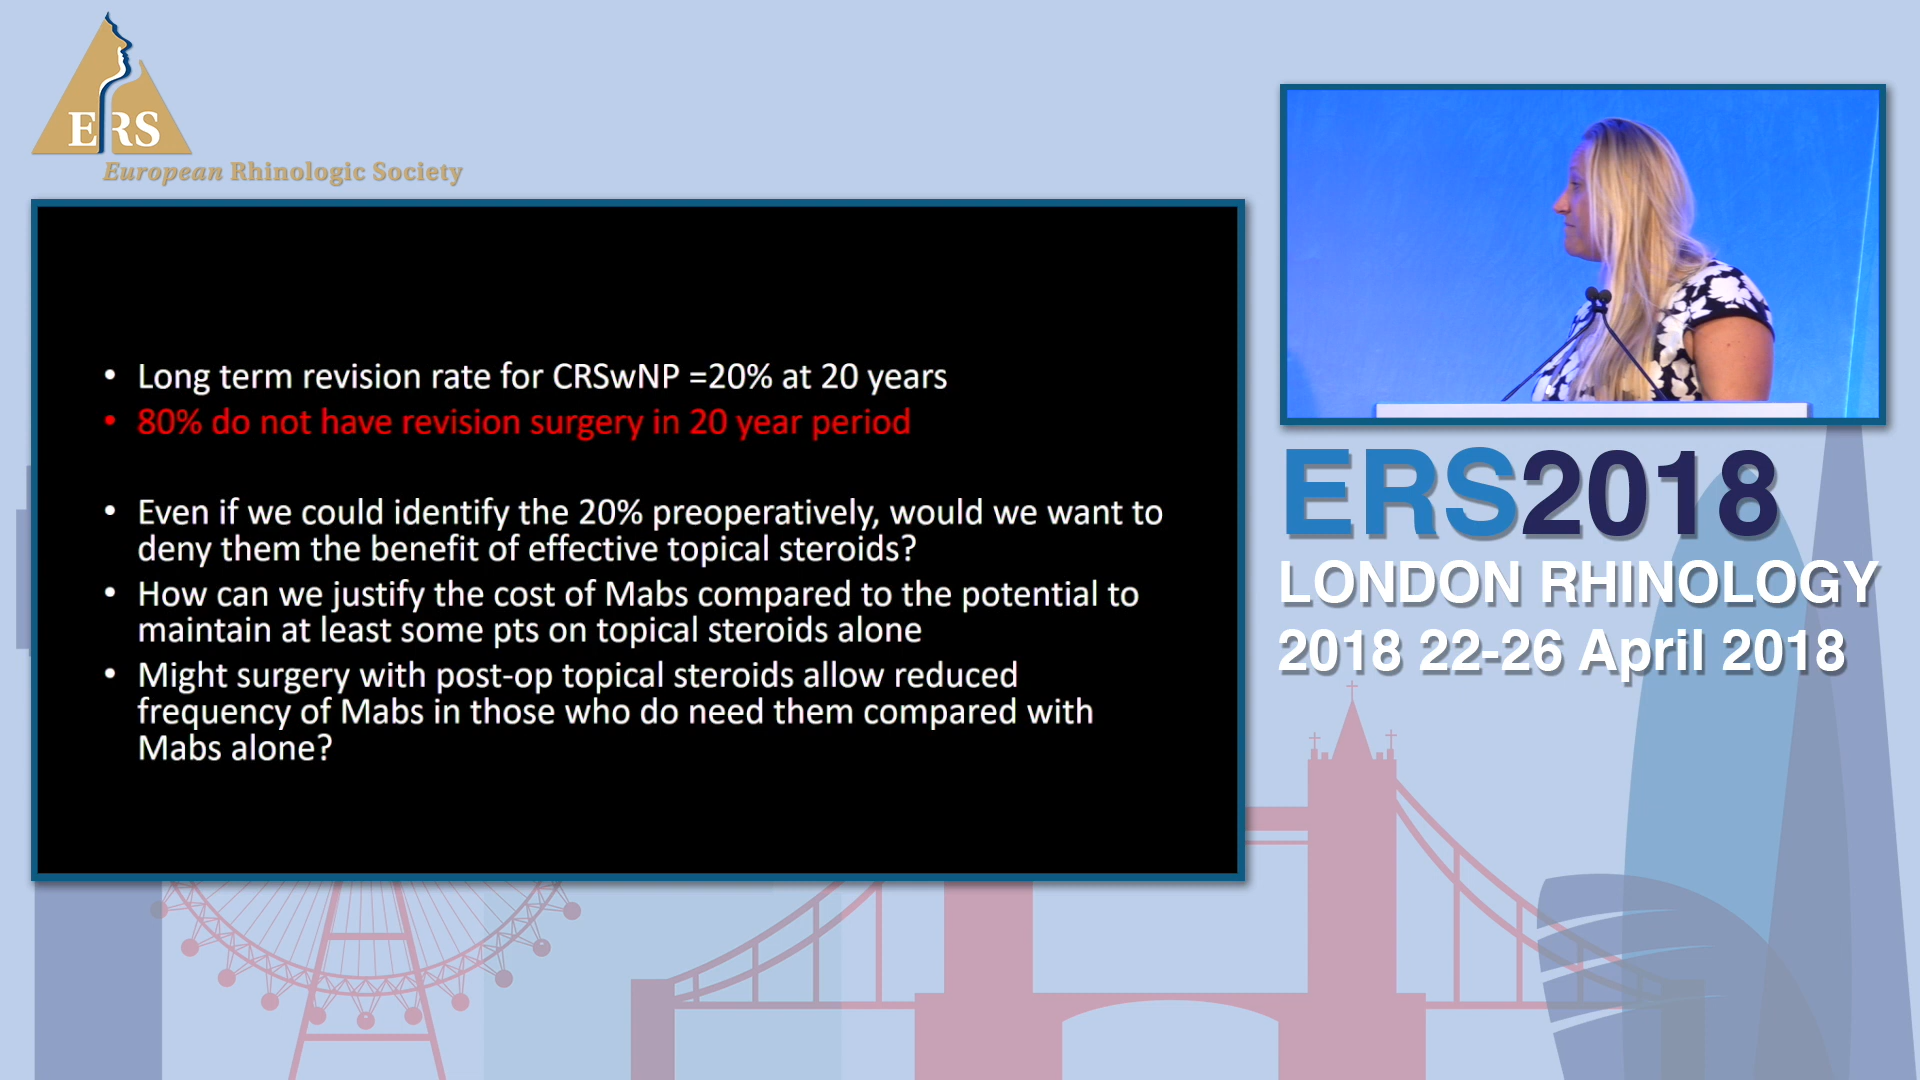 ERS
European Rhinologic Society
• Long term revision rate for CRSwNP =20% at 20 years
• 80% do not have revision surgery in 20 year period
• Even if we could identify the 20% preoperatively, would we want to
deny them the benefit of effective topical steroids?
• How can we justify the cost of Mabs compared to the potential to
maintain at least some pts on topical steroids alone
• Might surgery with post-op topical steroids allow reduced
frequency of Mabs in those who do need them compared with
Mabs alone?
ERS2018
LONDON RHINOLOGY
2018 22-26 April 2018